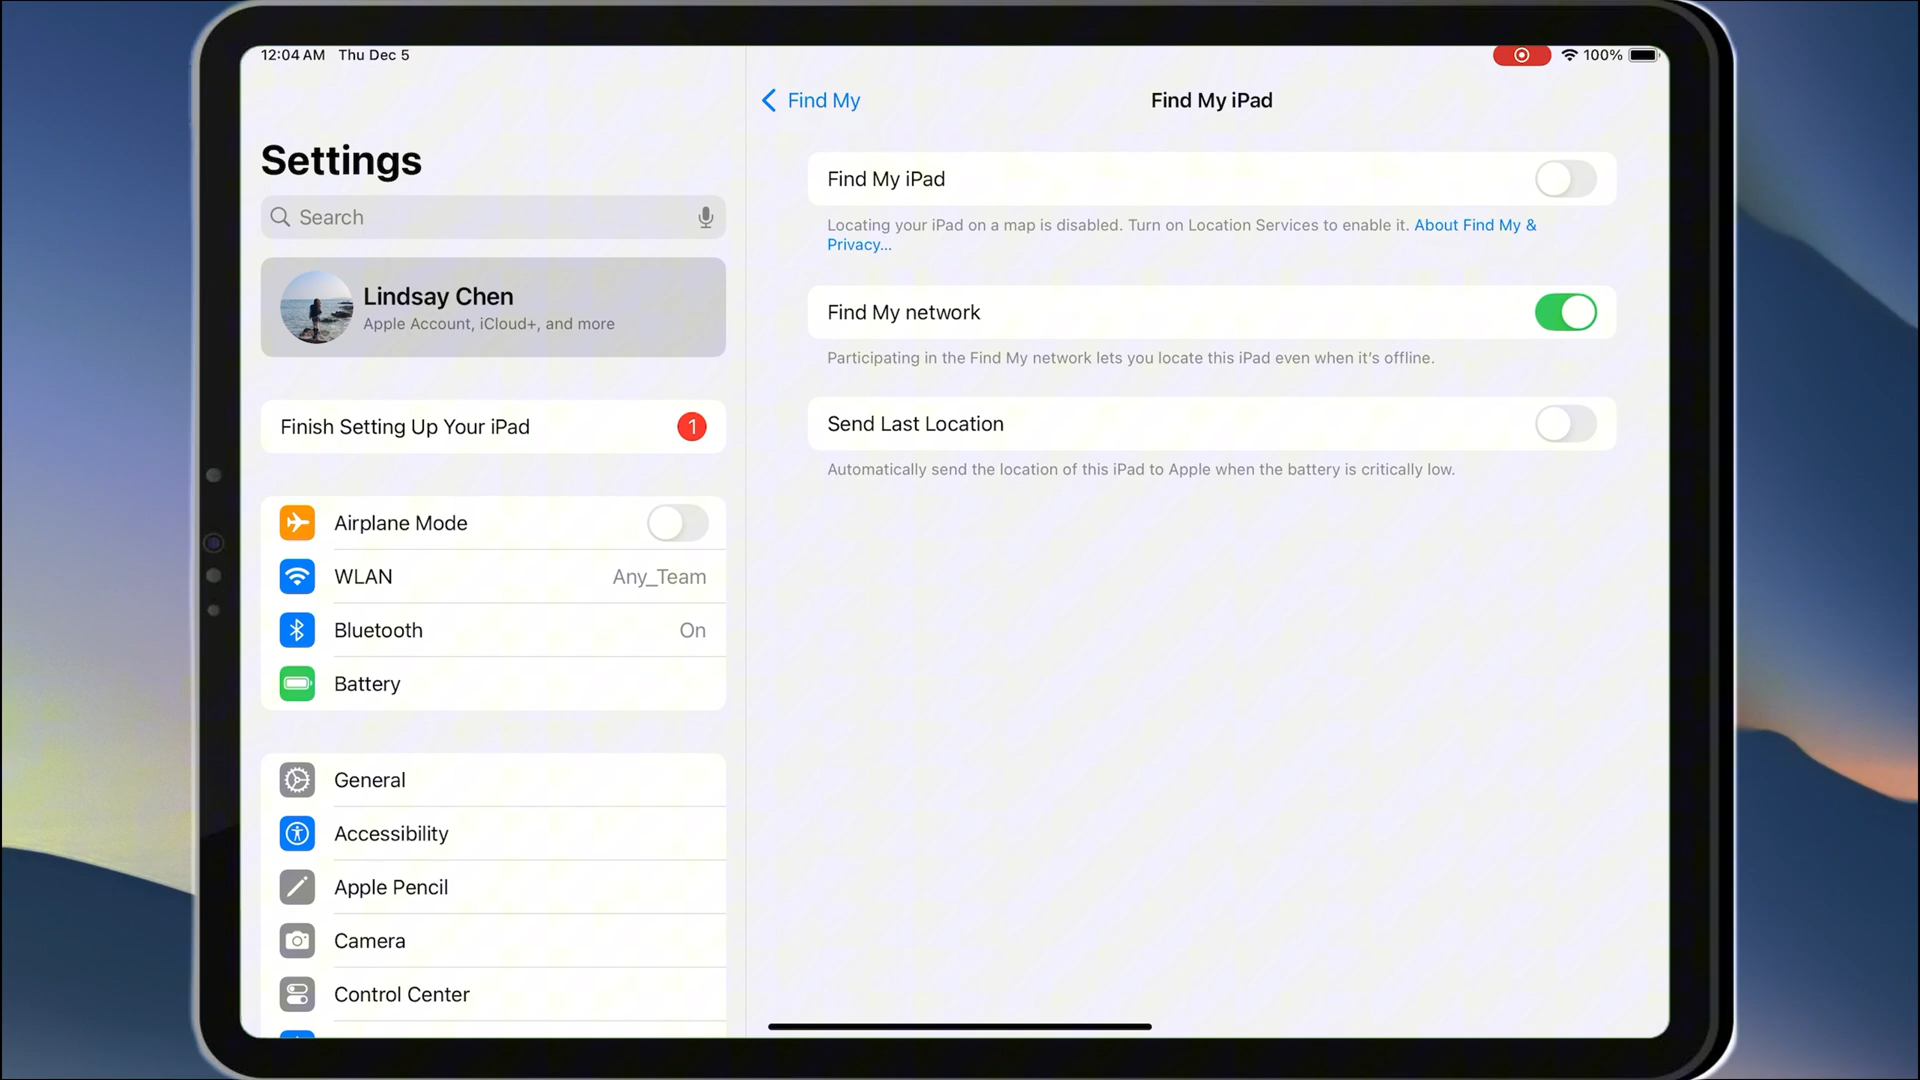 12:04 AM Thu Dec 5
100%
Settings
Search
Lindsay Chen
Apple Account, iCloud+, and more
Finish Setting Up Your iPad
1
Airplane Mode
WLAN
Any_Team
Bluetooth
On
Battery
General
Accessibility
Apple Pencil
Camera
Control Center
Find My
Find My iPad
Find My iPad
Locating your iPad on a map is disabled. Turn on Location Services to enable it. About Find My &
Privacy...
Find My network
Participating in the Find My network lets you locate this iPad even when it's offline.
Send Last Location
Automatically send the location of this iPad to Apple when the battery is critically low.